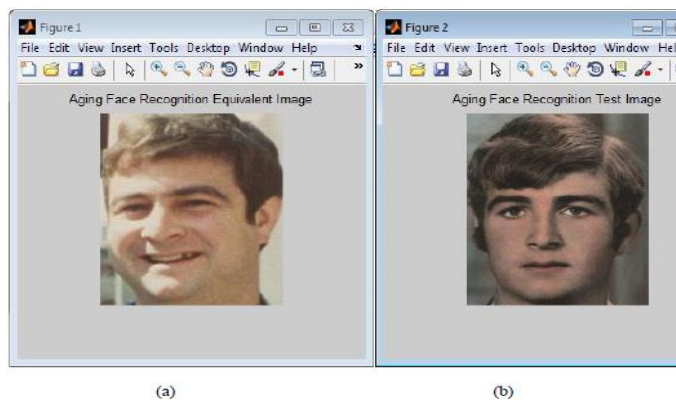 Figure 1
File Edit View Insert Tools Desktop Window Help
Aging Face Recognition Equivalent Image
(a)
Figure 2
File Edit View Insert Tools Desktop Window Hel
Aging Face Recognition Test Image
(b)